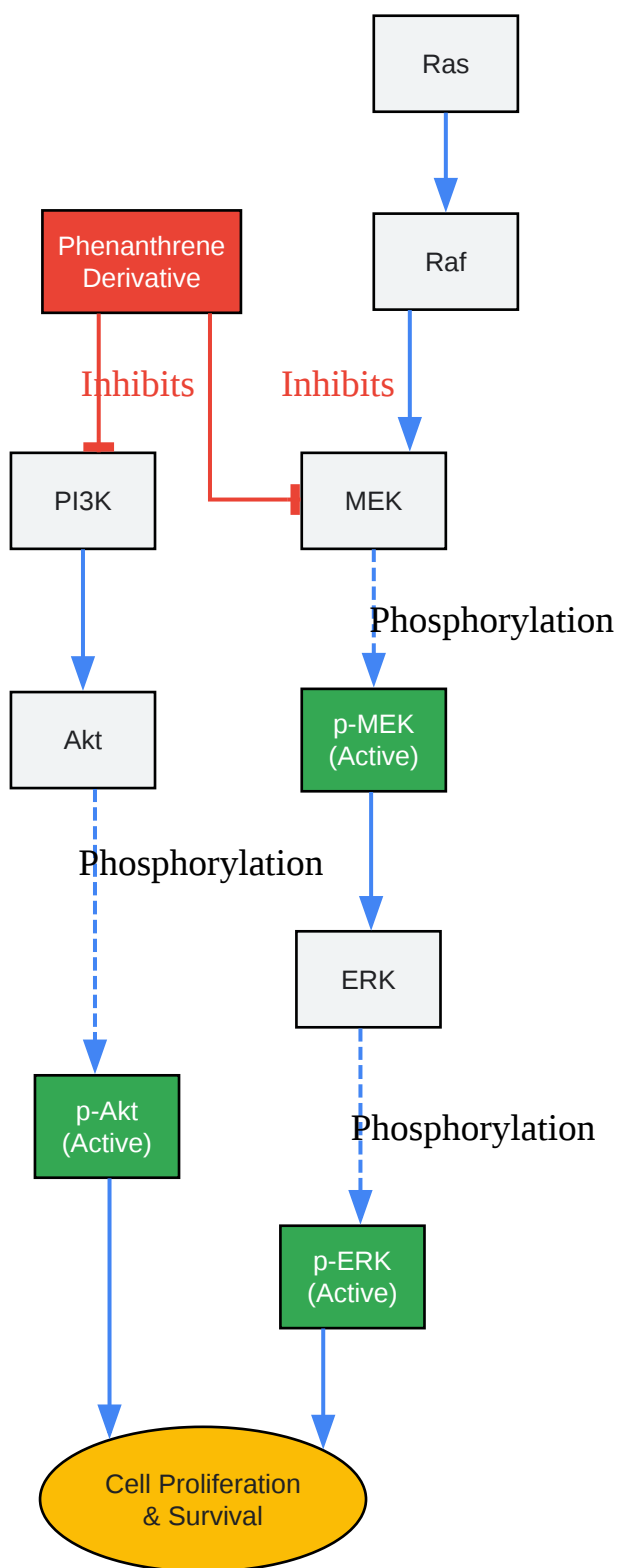 Ras
Phenanthrene
Derivative
Raf
Inhibits
Inhibits
PI3K
MEK
Phosphorylation
Akt
p-MEK
(Active)
Phosphorylation
ERK
p-Akt
(Active)
Phosphorylation
p-ERK
(Active)
Cell Proliferation
& Survival